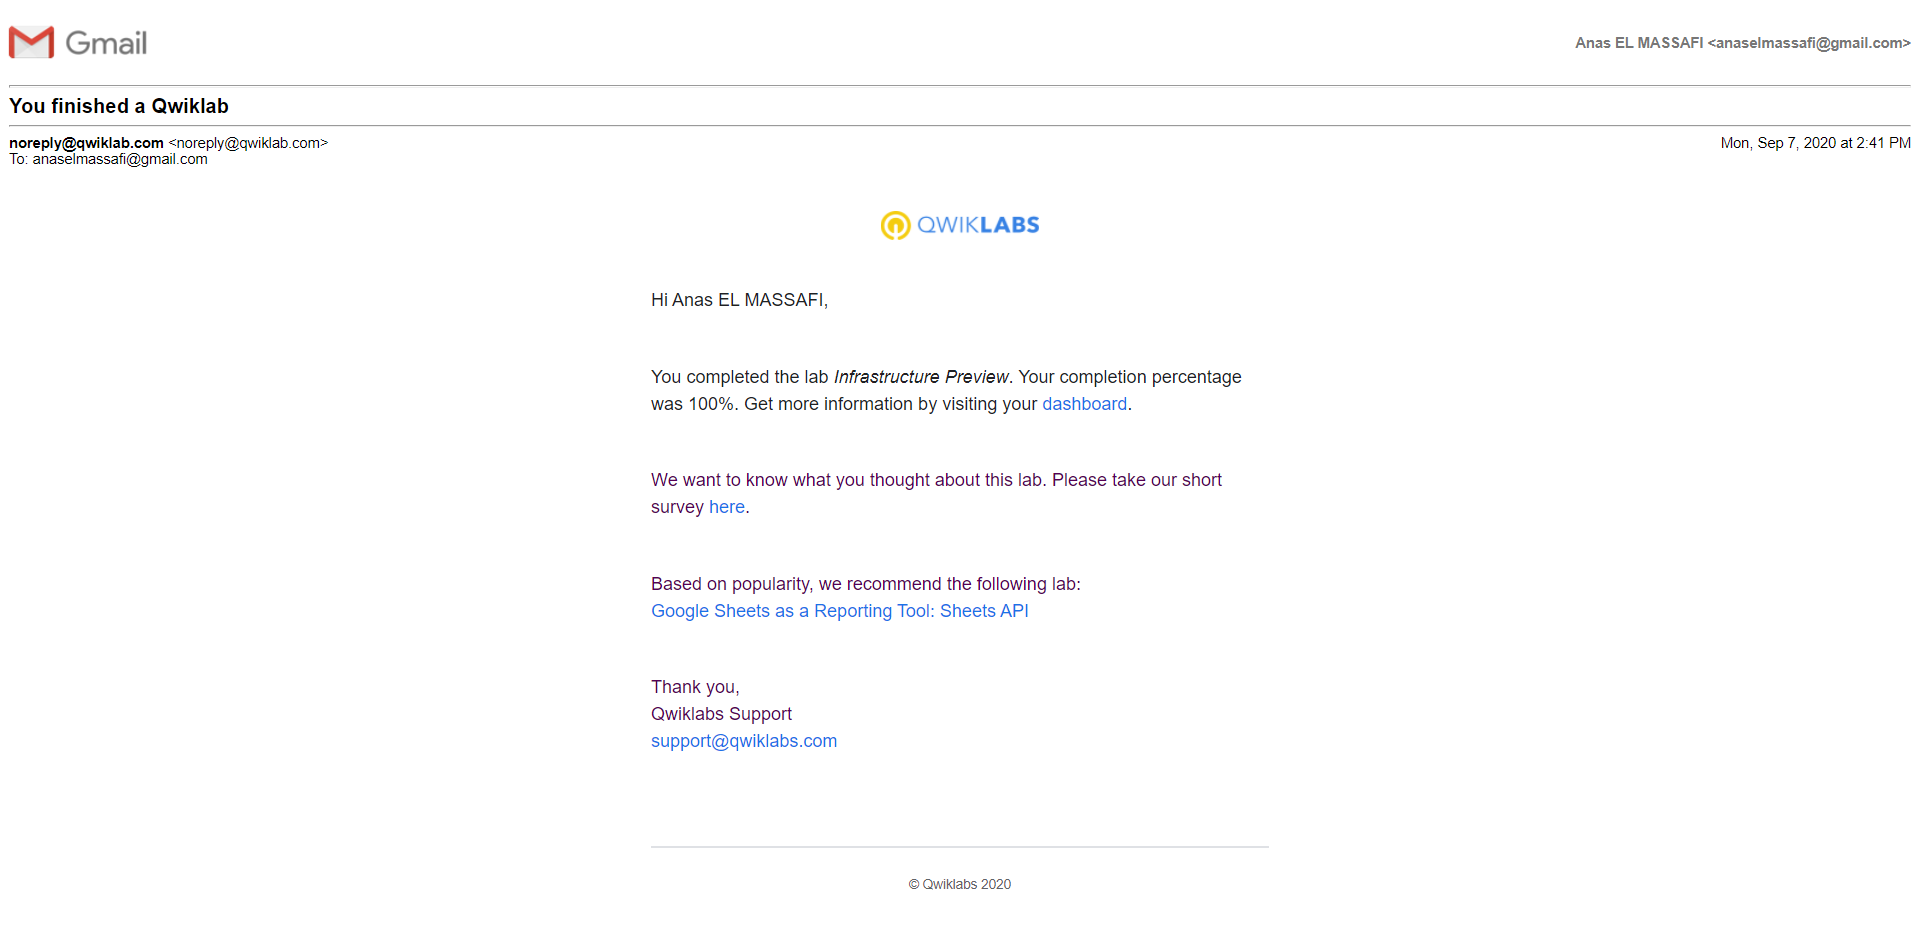 Gmail
Anas EL MASSAFI <anaselmassafi@gmail.com>
You finished a Qwiklab
noreply@qwiklab.com <noreply@qwiklab.com>
Mon, Sep 7, 2020 at 2:41 PM
To: anaselmassafi@gmail.com
QWIKLABS
Hi Anas EL MASSAFI,
You completed the lab Infrastructure Preview. Your completion percentage
was 100%. Get more information by visiting your dashboard.
We want to know what you thought about this lab. Please take our short
survey here.
Based on popularity, we recommend the following lab:
Google Sheets as a Reporting Tool: Sheets API
Thank you,
Qwiklabs Support
support@qwiklabs.com
© Qwiklabs 2020